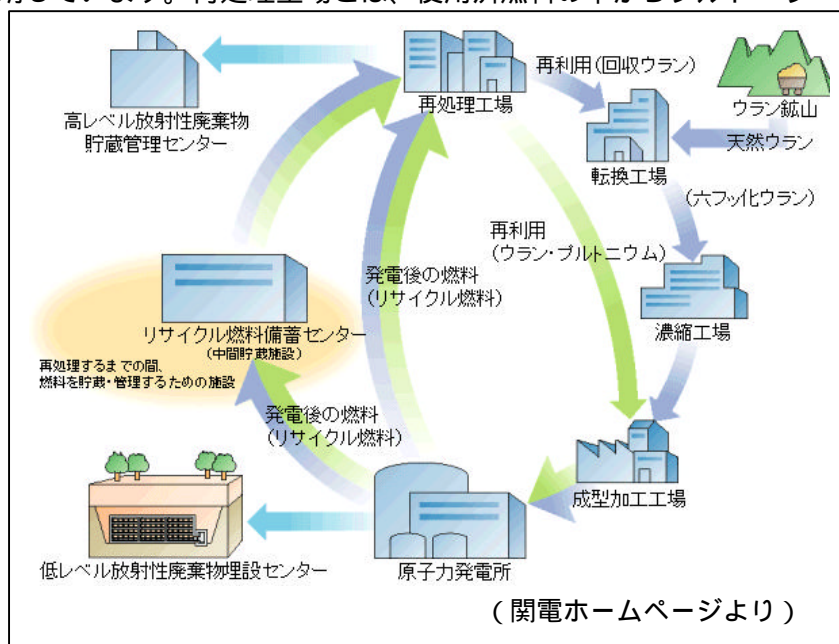 再処理工場
再利用(回収ウラン)
ウラン鉱山
高レベル放射性廃棄物
貯蔵管理センター
天然ウラン
転換工場
(六フッ化ウラン)
再利用
(ウラン・プルトニウム)
発電後の燃料
(リサイクル燃料)
濃縮工場
リサイクル燃料備蓄センター
(中間貯蔵施設)
再処理するまでの間、
燃料を貯蔵・管理するための施設
発電後の燃料
(リサイクル燃料)
成型加工工場
低レベル放射性廃棄物埋設センター
原子力発電所
(関電ホームページより)